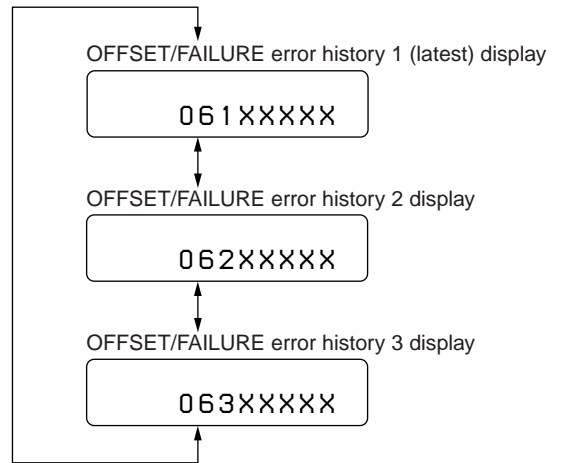 OFFSET/FAILURE error history 1 (latest) display
061XXXXX
OFFSET/FAILURE error history 2 display
062XXXXX
OFFSET/FAILURE error history 3 display
063XXXXX